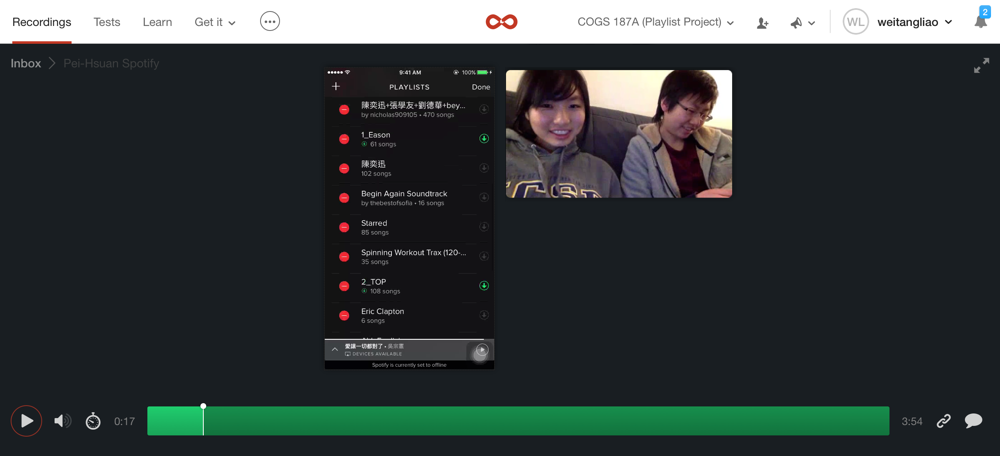 Recordings Tests Learn Get it COGS 187A (Playlist Project) WL weitangliao 2
Inbox Pei-Hsuan Spotify
9:41 AM 100%
PLAYLISTS Done
陳奕迅+張學友+劉德華+bey...
by nicholas909105 • 470 songs
1_Eason
61 songs
陳奕迅
102 songs
Begin Again Soundtrack
by thebestofsofia • 16 songs
Starred
85 songs
Spinning Workout Trax (120-...
35 songs
2_TOP
108 songs
Eric Clapton
6 songs
愛讓一切都對了 •
DEVICES AVAILABLE
Spotify is currently set to offline
0:17 3:54